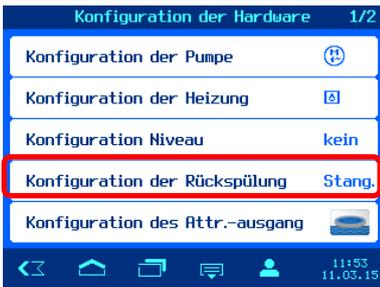 Konfiguration der Hardware 1/2
Konfiguration der Pumpe
Konfiguration der Heizung
Konfiguration Niveau kein
Konfiguration der Rückspülung Stang.
Konfiguration des Attr.-ausgang
11:53
11.03.15